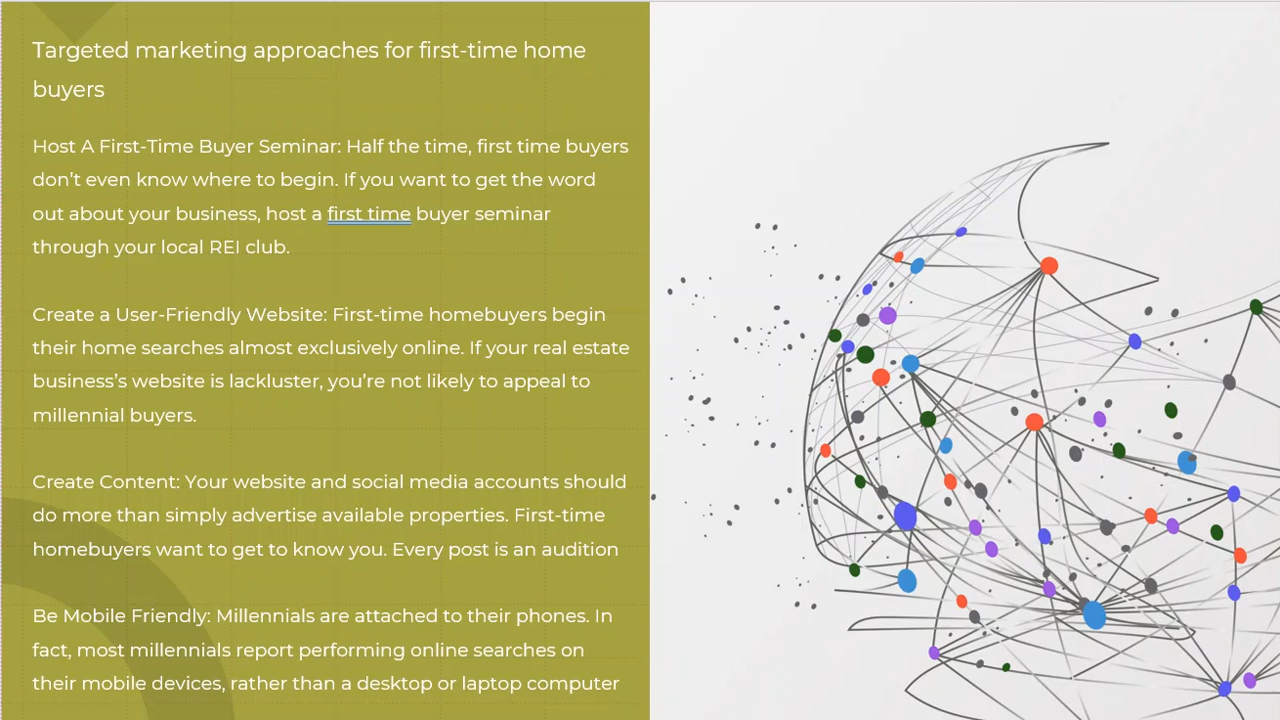 Targeted marketing approaches for first-time home
buyers
Host A First-Time Buyer Seminar: Half the time, first time buyers
don’t even know where to begin. If you want to get the word
out about your business, host a first time buyer seminar
through your local REI club.
Create a User-Friendly Website: First-time homebuyers begin
their home searches almost exclusively online. If your real estate
business’s website is lackluster, you’re not likely to appeal to
millennial buyers.
Create Content: Your website and social media accounts should
do more than simply advertise available properties. First-time
homebuyers want to get to know you. Every post is an audition
Be Mobile Friendly: Millennials are attached to their phones. In
fact, most millennials report performing online searches on
their mobile devices, rather than a desktop or laptop computer